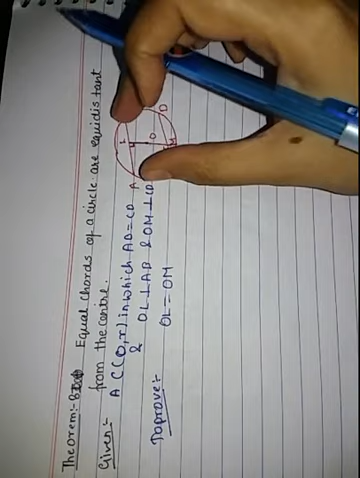 Theorem:- Equal chords of a circle are equidistant
from the centre.
Given:- A C(O,r) in which AB=CD
& OL⊥AB & OM⊥CD
To prove:- OL=OM
A
L
O
D
M